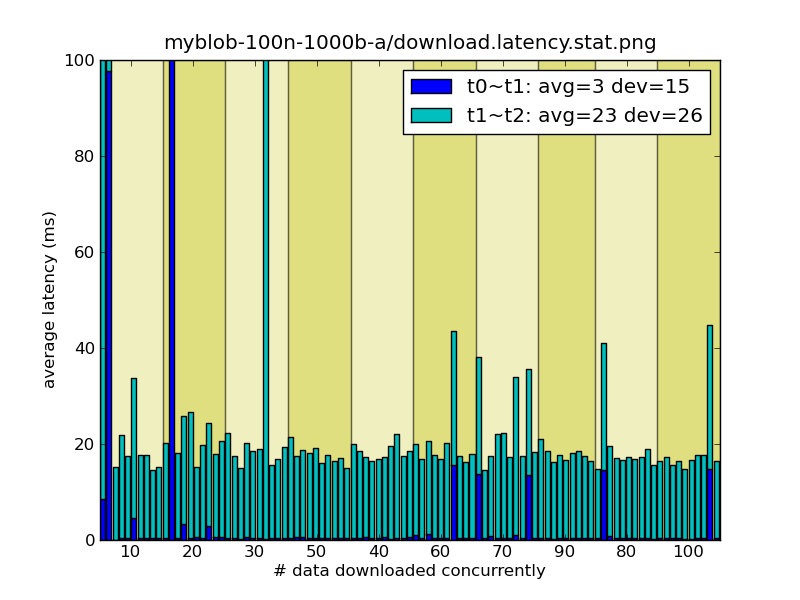 myblob-100n-1000b-a/download.latency.stat.png
t0~t1: avg=3 dev=15
t1~t2: avg=23 dev=26
average latency (ms)
100
80
60
40
20
0
10 20 30 50 40 60 70 90 80 100
# data downloaded concurrently